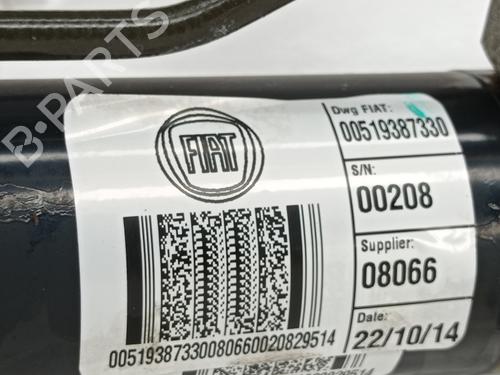 B-PARTS
FIAT
Dwg FIAT:
00519387330
S/N:
00208
Supplier:
08066
Date:
22/10/14
00519387330080660020829514